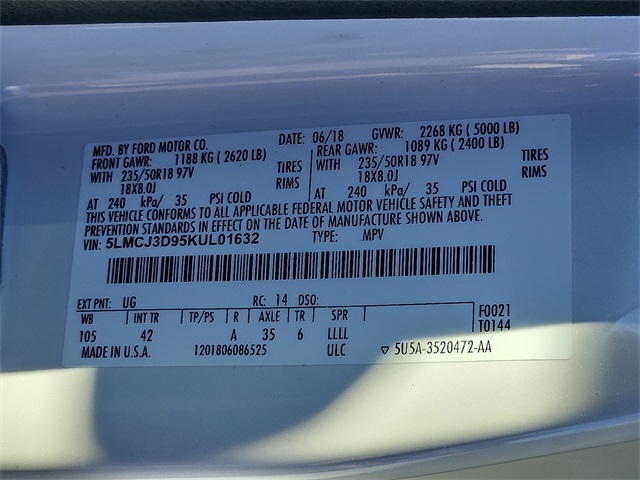 MFD. BY FORD MOTOR CO.
DATE: 06/18 GVWR: 2268 KG ( 5000 LB)
FRONT GAWR: 1188 KG ( 2620 LB) REAR GAWR: 1089 KG ( 2400 LB)
WITH 235/50R18 97V TIRES WITH 235/50R18 97V TIRES
18X8.0J RIMS 18X8.0J RIMS
AT 240 kPa/ 35 PSI COLD AT 240 kPa/ 35 PSI COLD
THIS VEHICLE CONFORMS TO ALL APPLICABLE FEDERAL MOTOR VEHICLE SAFETY AND THEFT
PREVENTION STANDARDS IN EFFECT ON THE DATE OF MANUFACTURE SHOWN ABOVE.
VIN: 5LMCJ3D95KUL01632 TYPE: MPV
EXT PNT: UG RC: 14 DSO: F0021
WB INT TR TP/PS R A TR SPR T0144
105 42 A 35 6 LLLL
MADE IN U.S.A. 1201806086525 ULC 5U5A-3520472-AA